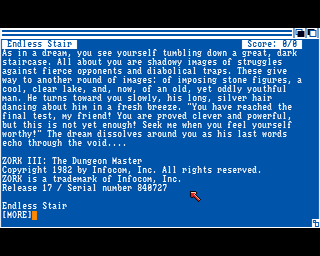 Endless Stair Score: 0/0
As in a dream, you see yourself tumbling down a great, dark
staircase. All about you are shadowy images of struggles
against fierce opponents and diabolical traps. These give
way to another round of images: of imposing stone figures, a
cool, clear lake, and, now, of an old, yet oddly youthful
man. He turns toward you slowly, his long, silver hair
dancing about him in a fresh breeze. "You have reached the
final test, my friend! You are proved clever and powerful,
but this is not yet enough! Seek me when you feel yourself
worthy!" The dream dissolves around you as his last words
echo through the void....
ZORK III: The Dungeon Master
Copyright 1982 by Infocom, Inc. All rights reserved.
ZORK is a trademark of Infocom, Inc.
Release 17 / Serial number 840727
Endless Stair
[MORE]